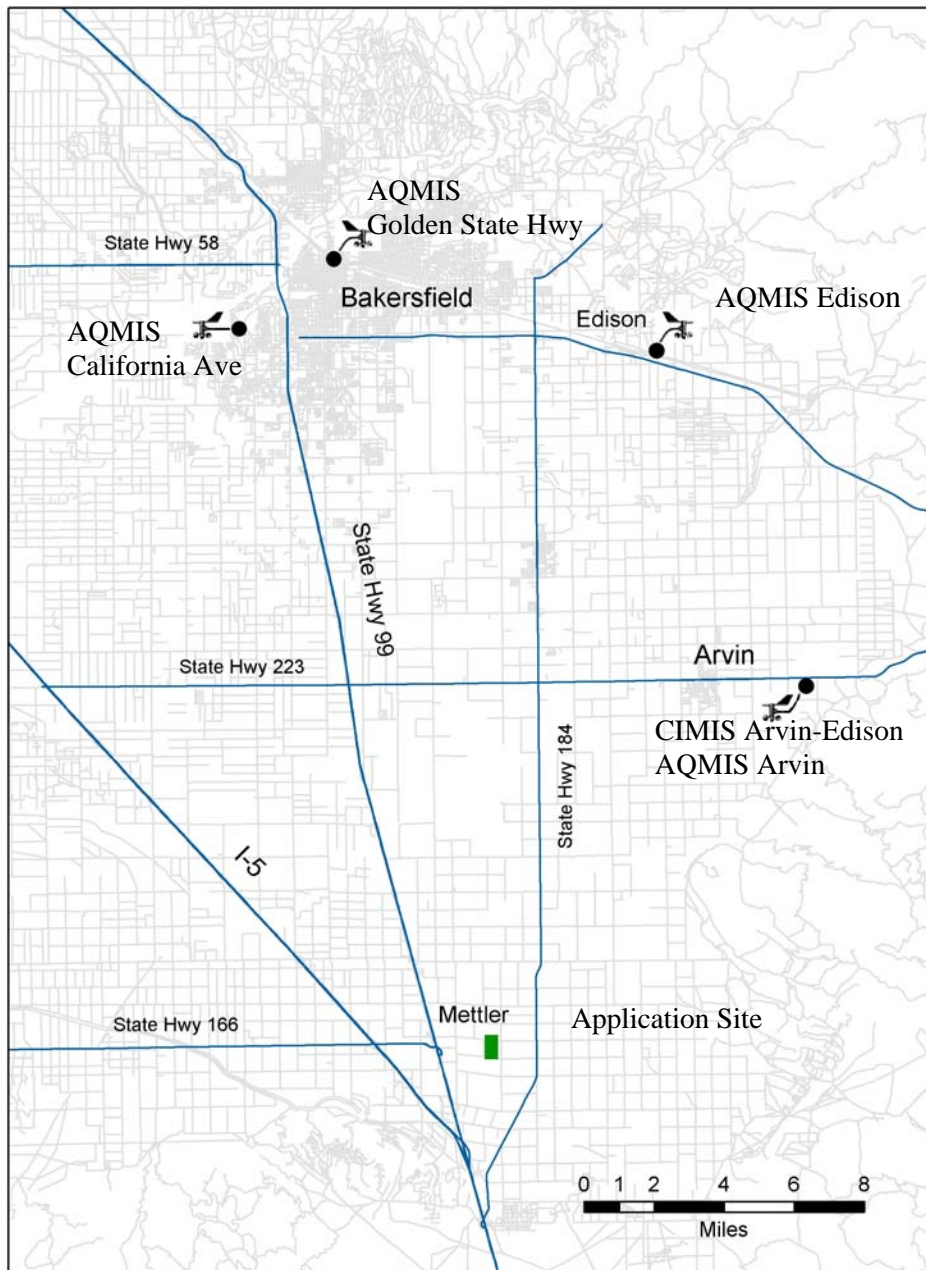 AQMIS
Golden State Hwy
State Hwy 58
Bakersfield
AQMIS Edison
Edison
AQMIS
California Ave
State Hwy 99
Arvin
State Hwy 223
CIMIS Arvin-Edison
AQMIS Arvin
State Hwy 184
I-5
Mettler
Application Site
State Hwy 166
0 1 2 4 6 8
Miles